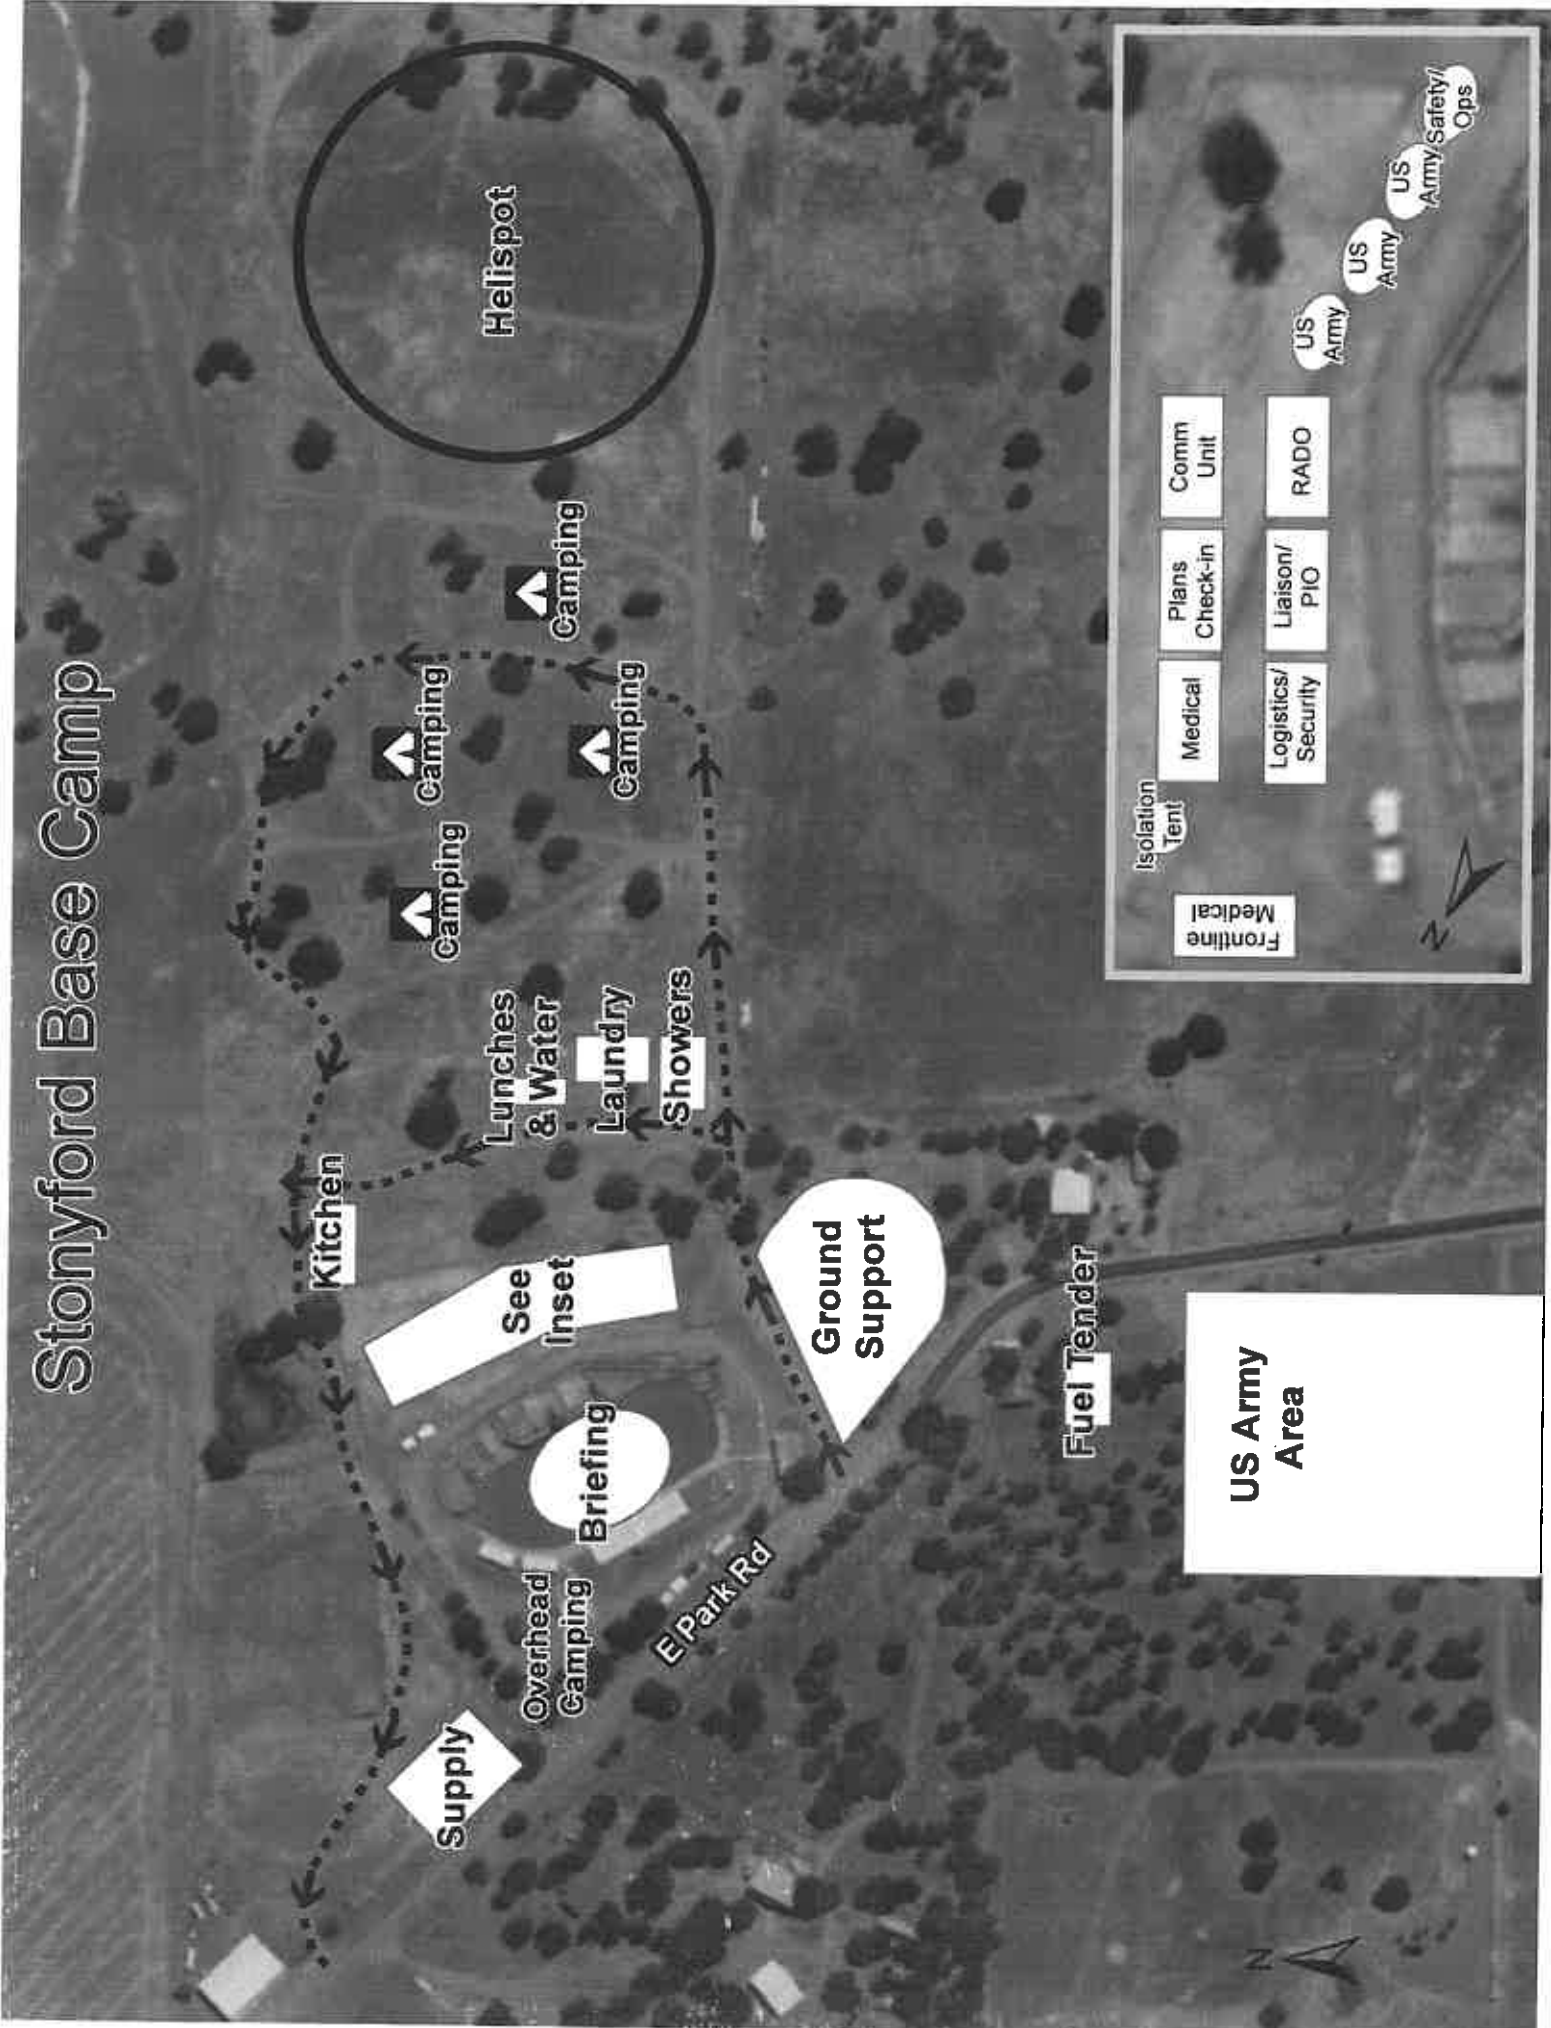 Stonyford Base Camp
Helispot
Camping
Camping
Camping
Camping
Lunches
& Water
Laundry
Showers
Kitchen
See
Inset
Briefing
Overhead
Camping
Supply
E Park Rd
Ground
Support
Fuel Tender
US Army
Area
N
Isolation
Tent
Frontline
Medical
Medical
Plans
Check-in
Comm
Unit
Logistics/
Security
Liaison/
PIO
RADO
US
Army
US
Army
US
Army
Safety/
Ops
N